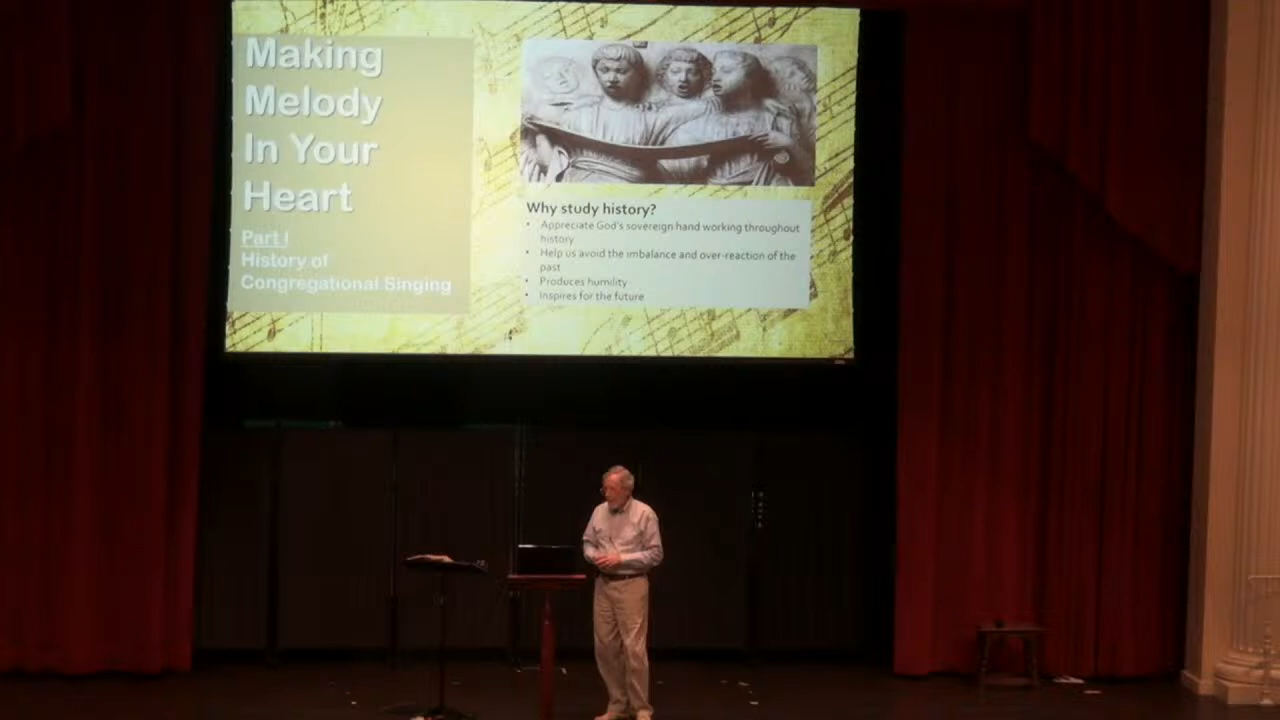 Making
Melody
In Your
Heart
Part I
History of
Congregational Singing
Why study history?
• Appreciate God's sovereign hand working throughout
history
• Help us avoid the imbalance and over-reaction of the
past
• Produces humility
• Inspires for the future